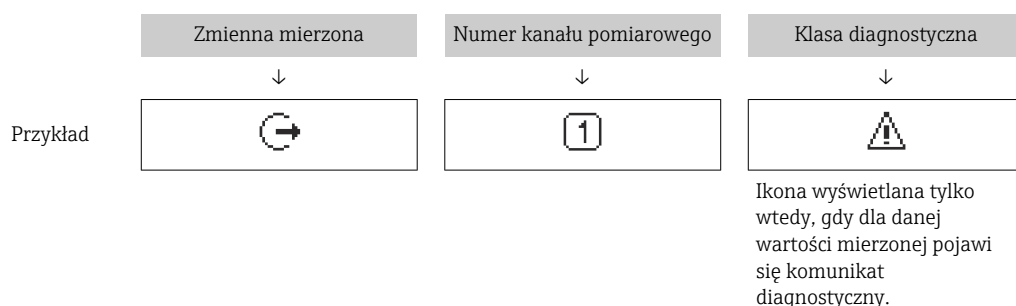 Zmienna mierzona
Numer kanału pomiarowego
Klasa diagnostyczna
↓ ↓ ↓
Przykład
1
Ikona wyświetlana tylko
wtedy, gdy dla danej
wartości mierzonej pojawi
się komunikat
diagnostyczny.